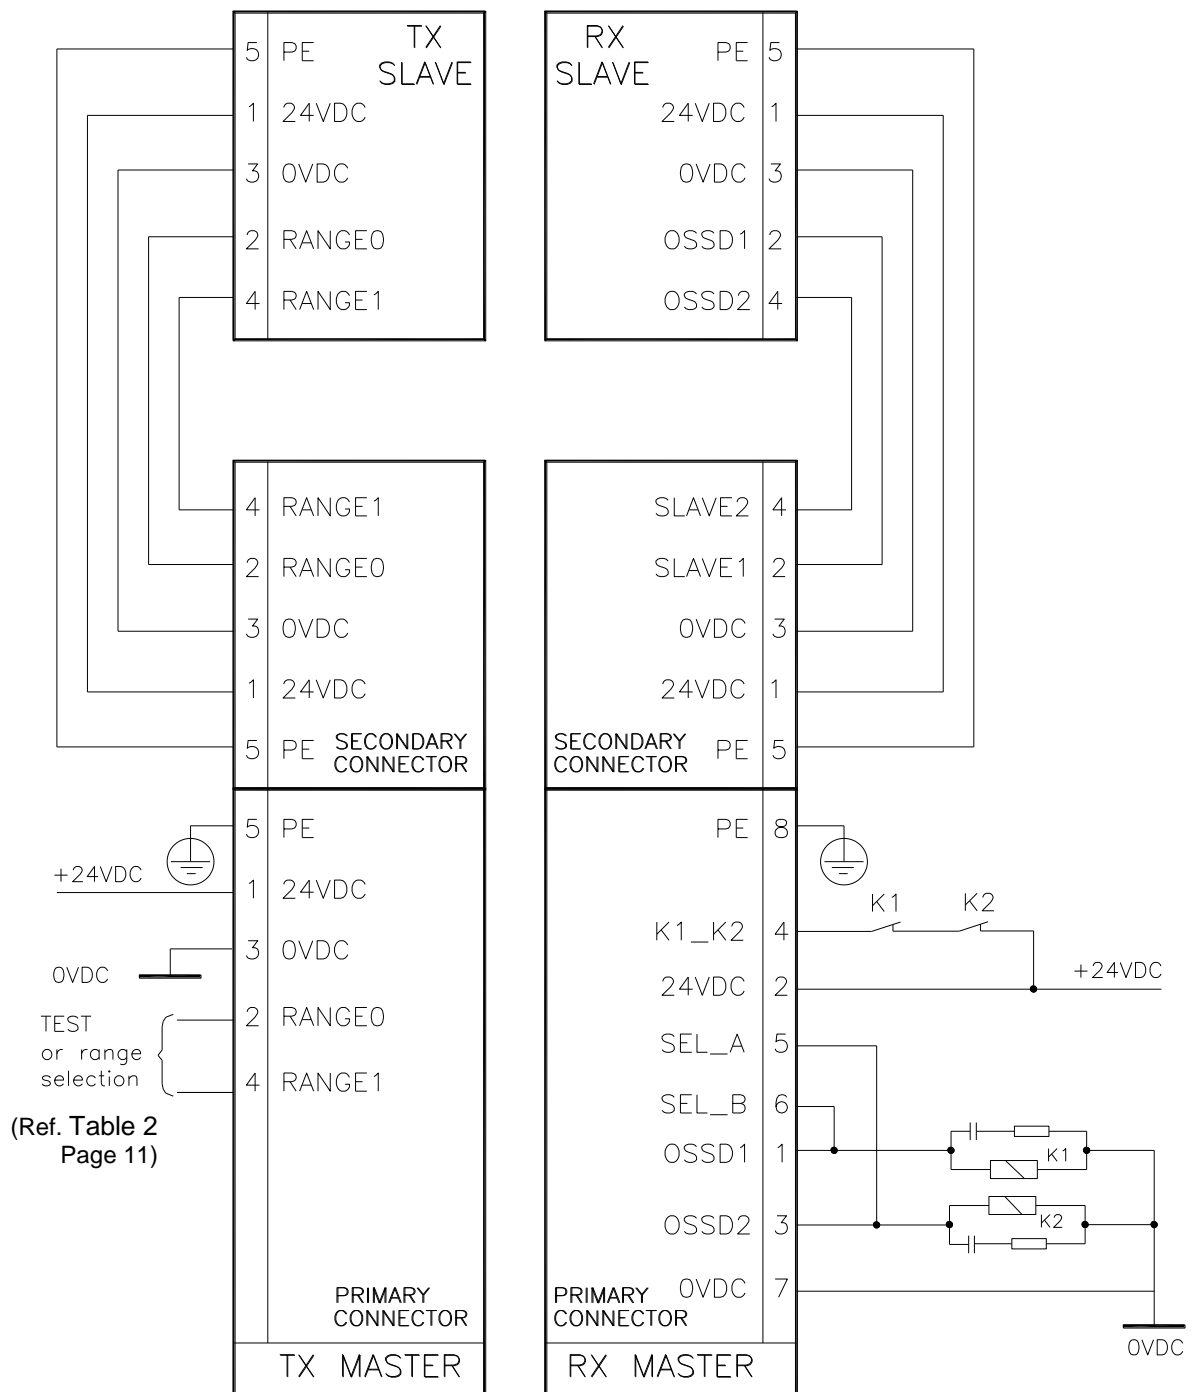 TX
SLAVE
5 PE
1 24VDC
3 0VDC
2 RANGE0
4 RANGE1
RX
SLAVE
PE 5
24VDC 1
0VDC 3
OSSD1 2
OSSD2 4
4 RANGE1
2 RANGE0
3 0VDC
1 24VDC
5 PE
SECONDARY
CONNECTOR
SLAVE2 4
SLAVE1 2
0VDC 3
24VDC 1
SECONDARY
CONNECTOR
PE 5
5 PE
+24VDC
1 24VDC
3 0VDC
0VDC
2 RANGE0
TEST
or range
selection
4 RANGE1
(Ref. Table 2
Page 11)
PRIMARY
CONNECTOR
TX MASTER
PE 8
K1 K2
K1_K2 4
+24VDC
24VDC 2
SEL_A 5
SEL_B 6
OSSD1 1
K1
OSSD2 3
K2
0VDC 7
PRIMARY
CONNECTOR
0VDC
RX MASTER